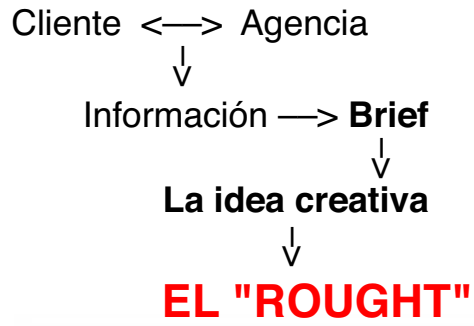 Cliente <—> Agencia
Información —> Brief
La idea creativa
EL "ROUGHT"